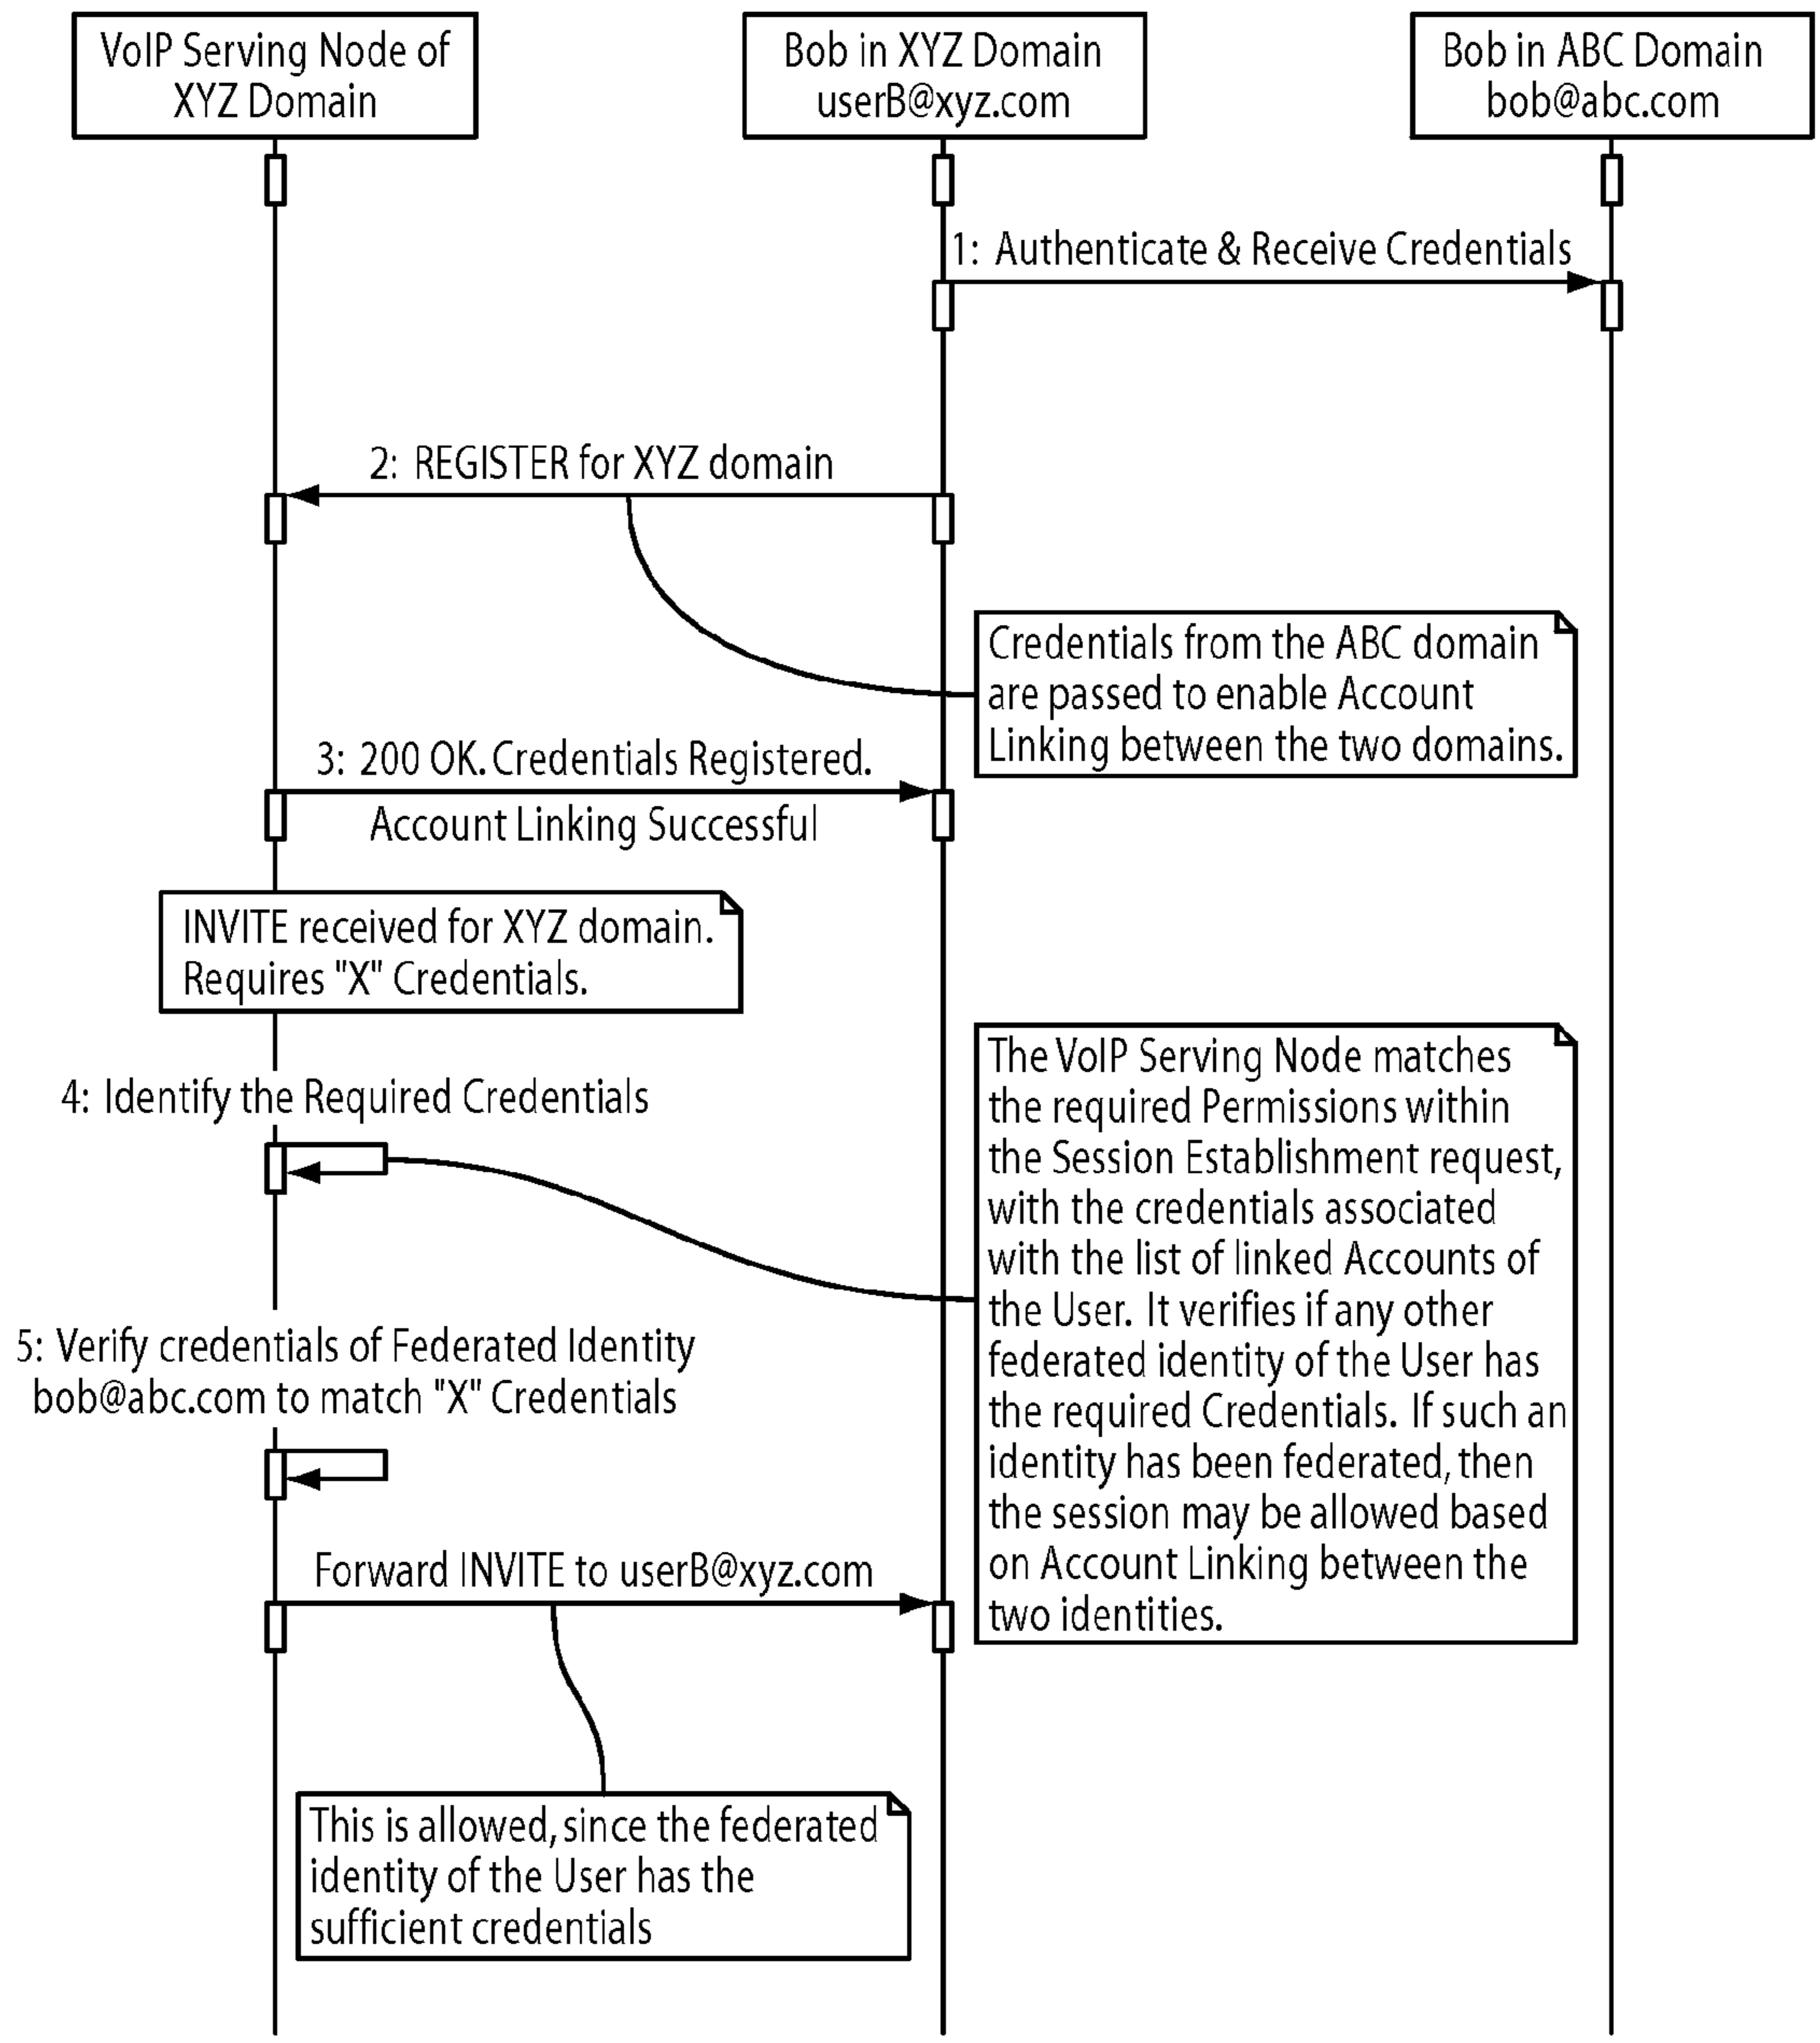 VoIP Serving Node of
XYZ Domain
Bob in XYZ Domain
userB@xyz.com
Bob in ABC Domain
bob@abc.com
1: Authenticate & Receive Credentials
2: REGISTER for XYZ domain
Credentials from the ABC domain
are passed to enable Account
Linking between the two domains.
3: 200 OK. Credentials Registered.
Account Linking Successful
INVITE received for XYZ domain.
Requires "X" Credentials.
4: Identify the Required Credentials
The VoIP Serving Node matches
the required Permissions within
the Session Establishment request,
with the credentials associated
with the list of linked Accounts of
the User. It verifies if any other
federated identity of the User has
the required Credentials. If such an
identity has been federated, then
the session may be allowed based
on Account Linking between the
two identities.
5: Verify credentials of Federated Identity
bob@abc.com to match "X" Credentials
Forward INVITE to userB@xyz.com
This is allowed, since the federated
identity of the User has the
sufficient credentials